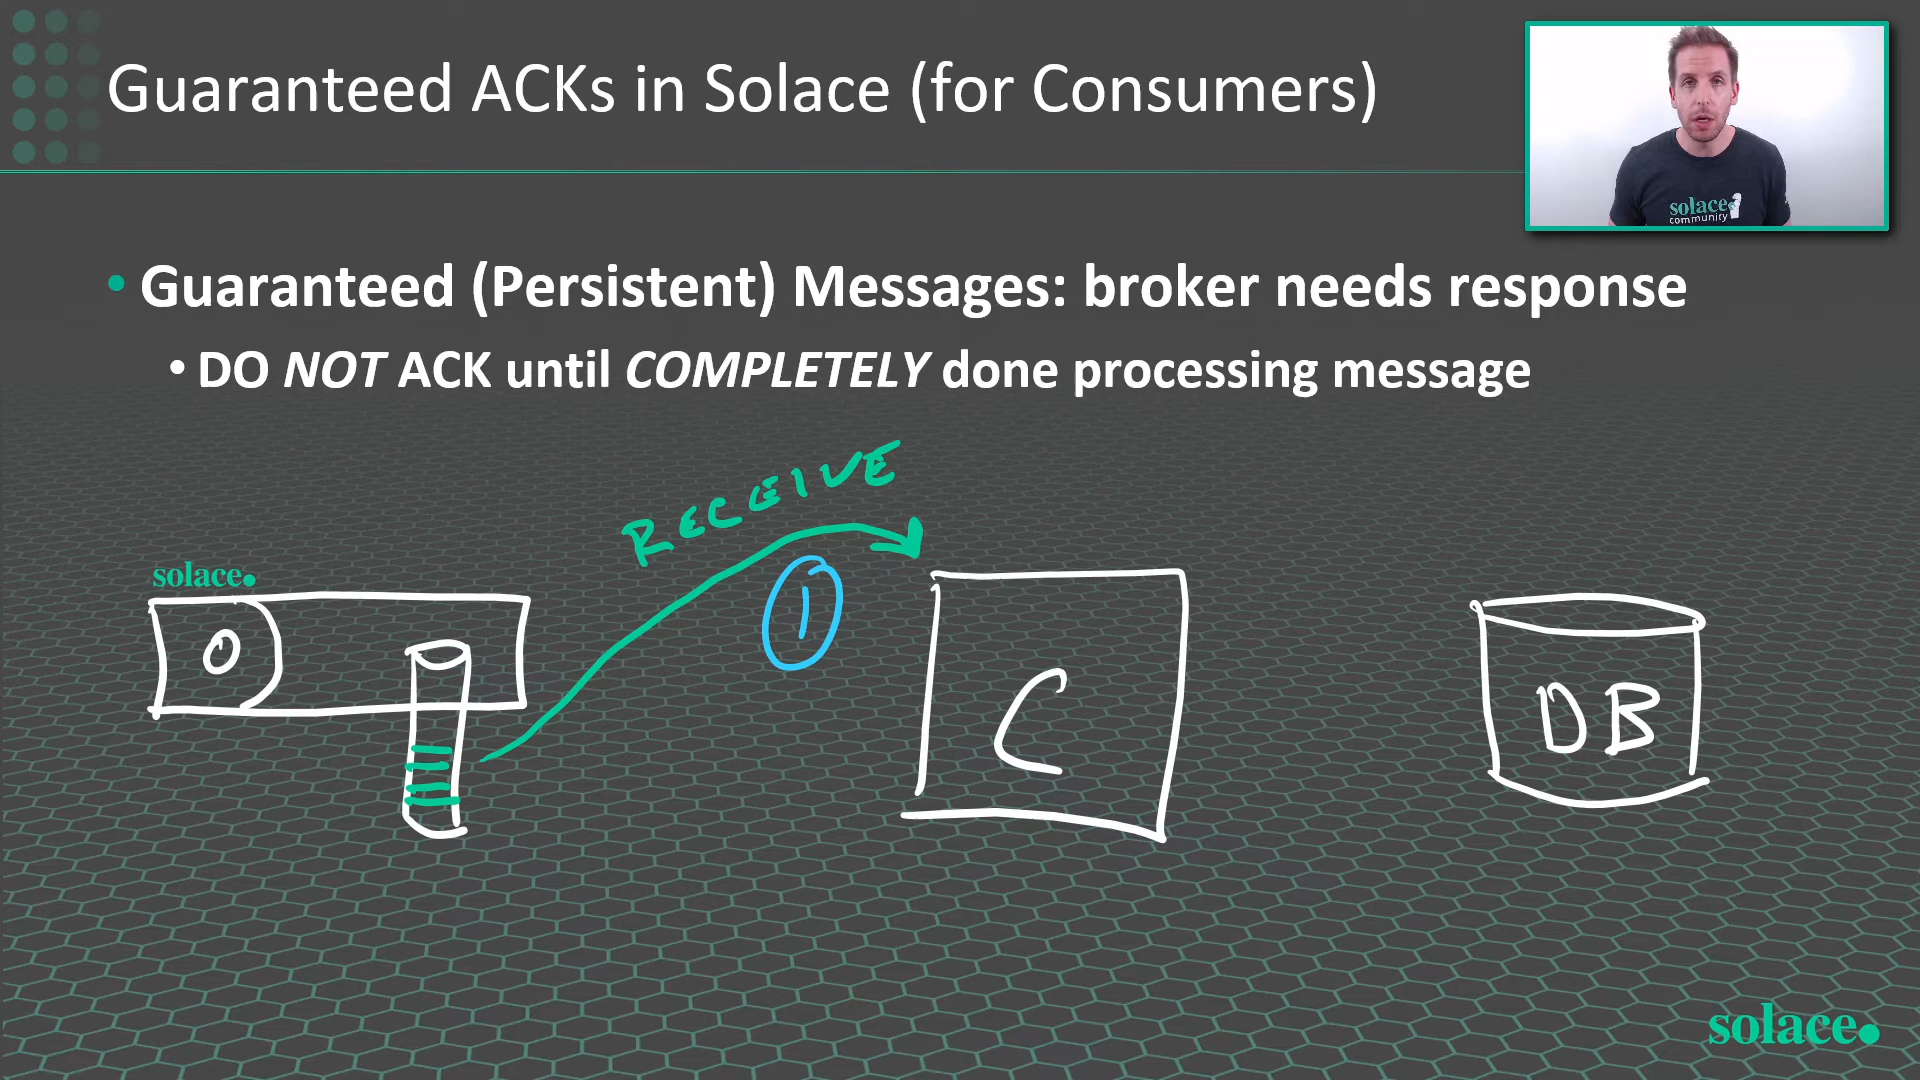 Guaranteed ACKs in Solace (for Consumers)
solace.
community
• Guaranteed (Persistent) Messages: broker needs response
• DO NOT ACK until COMPLETELY done processing message
RECEIVE
1
solace.
O
C
DB
solace.